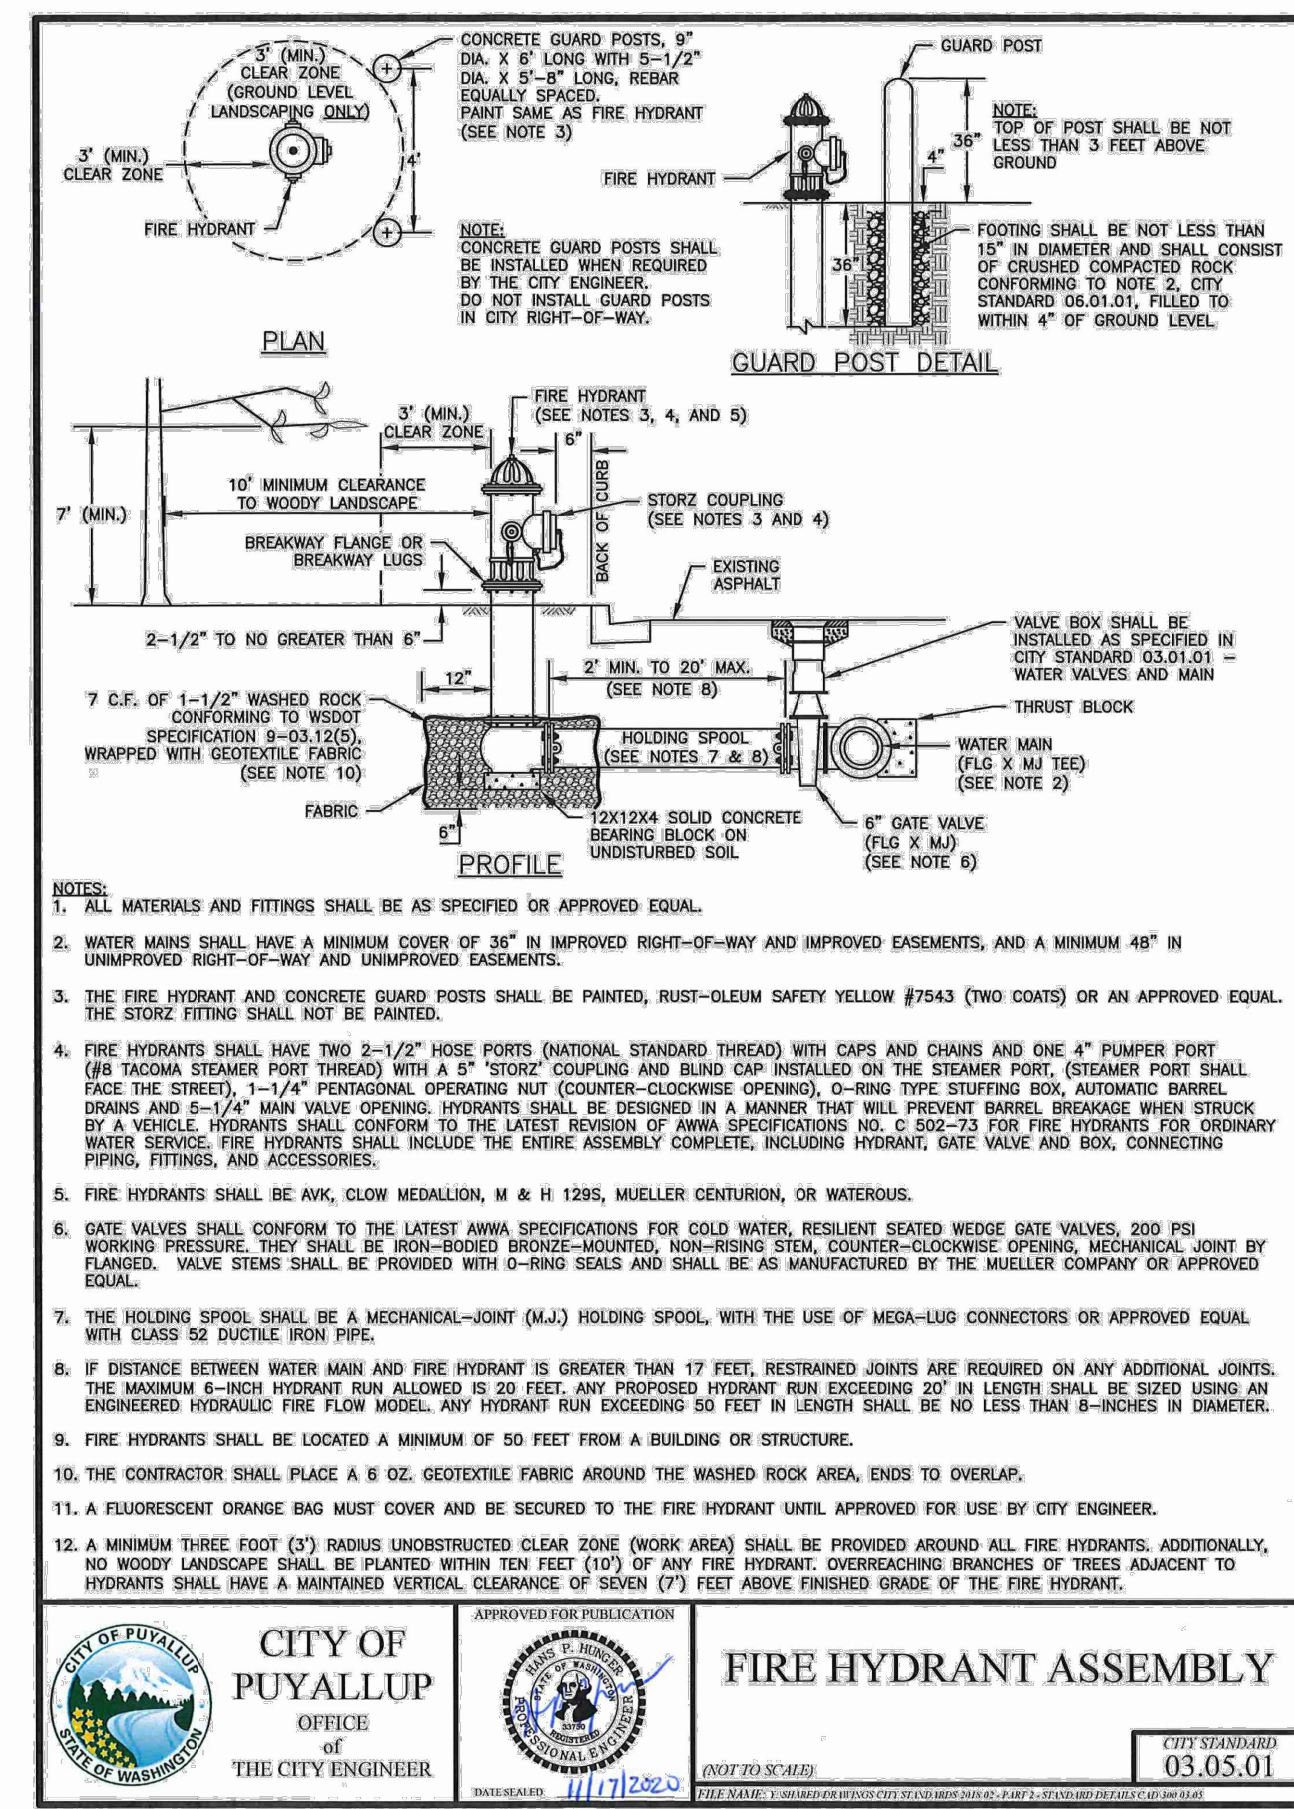 3' (MIN.)
CLEAR ZONE
(GROUND LEVEL
LANDSCAPING ONLY)
3' (MIN.)
CLEAR ZONE
FIRE HYDRANT
4'
CONCRETE GUARD POSTS, 9"
DIA. X 6' LONG WITH 5-1/2"
DIA. X 5'-8" LONG, REBAR
EQUALLY SPACED.
PAINT SAME AS FIRE HYDRANT
(SEE NOTE 3)
NOTE:
CONCRETE GUARD POSTS SHALL
BE INSTALLED WHEN REQUIRED
BY THE CITY ENGINEER.
DO NOT INSTALL GUARD POSTS
IN CITY RIGHT-OF-WAY.
PLAN
GUARD POST
FIRE HYDRANT
36"
4"
36"
NOTE:
TOP OF POST SHALL BE NOT
LESS THAN 3 FEET ABOVE
GROUND
FOOTING SHALL BE NOT LESS THAN
15" IN DIAMETER AND SHALL CONSIST
OF CRUSHED COMPACTED ROCK
CONFORMING TO NOTE 2, CITY
STANDARD 06.01.01, FILLED TO
WITHIN 4" OF GROUND LEVEL
GUARD POST DETAIL
FIRE HYDRANT
(SEE NOTES 3, 4, AND 5)
3' (MIN.)
CLEAR ZONE
6"
10' MINIMUM CLEARANCE
TO WOODY LANDSCAPE
7' (MIN.)
STORZ COUPLING
(SEE NOTES 3 AND 4)
BACK OF CURB
BREAKWAY FLANGE OR
BREAKWAY LUGS
EXISTING
ASPHALT
2-1/2" TO NO GREATER THAN 6"
VALVE BOX SHALL BE
INSTALLED AS SPECIFIED IN
CITY STANDARD 03.01.01 -
WATER VALVES AND MAIN
12"
2' MIN. TO 20' MAX.
(SEE NOTE 8)
7 C.F. OF 1-1/2" WASHED ROCK
CONFORMING TO WSDOT
SPECIFICATION 9-03.12(5),
WRAPPED WITH GEOTEXTILE FABRIC
(SEE NOTE 10)
THRUST BLOCK
HOLDING SPOOL
(SEE NOTES 7 & 8)
WATER MAIN
(FLG X MJ TEE)
(SEE NOTE 2)
FABRIC
6"
12X12X4 SOLID CONCRETE
BEARING BLOCK ON
UNDISTURBED SOIL
6" GATE VALVE
(FLG X MJ)
(SEE NOTE 6)
PROFILE
NOTES:
1. ALL MATERIALS AND FITTINGS SHALL BE AS SPECIFIED OR APPROVED EQUAL.
2. WATER MAINS SHALL HAVE A MINIMUM COVER OF 36" IN IMPROVED RIGHT-OF-WAY AND IMPROVED EASEMENTS, AND A MINIMUM 48" IN
UNIMPROVED RIGHT-OF-WAY AND UNIMPROVED EASEMENTS.
3. THE FIRE HYDRANT AND CONCRETE GUARD POSTS SHALL BE PAINTED, RUST-OLEUM SAFETY YELLOW #7543 (TWO COATS) OR AN APPROVED EQUAL.
THE STORZ FITTING SHALL NOT BE PAINTED.
4. FIRE HYDRANTS SHALL HAVE TWO 2-1/2" HOSE PORTS (NATIONAL STANDARD THREAD) WITH CAPS AND CHAINS AND ONE 4" PUMPER PORT
(#8 TACOMA STEAMER PORT THREAD) WITH A 5" 'STORZ' COUPLING AND BLIND CAP INSTALLED ON THE STEAMER PORT, (STEAMER PORT SHALL
FACE THE STREET), 1-1/4" PENTAGONAL OPERATING NUT (COUNTER-CLOCKWISE OPENING), O-RING TYPE STUFFING BOX, AUTOMATIC BARREL
DRAINS AND 5-1/4" MAIN VALVE OPENING. HYDRANTS SHALL BE DESIGNED IN A MANNER THAT WILL PREVENT BARREL BREAKAGE WHEN STRUCK
BY A VEHICLE. HYDRANTS SHALL CONFORM TO THE LATEST REVISION OF AWWA SPECIFICATIONS NO. C 502-73 FOR FIRE HYDRANTS FOR ORDINARY
WATER SERVICE. FIRE HYDRANTS SHALL INCLUDE THE ENTIRE ASSEMBLY COMPLETE, INCLUDING HYDRANT, GATE VALVE AND BOX, CONNECTING
PIPING, FITTINGS, AND ACCESSORIES.
5. FIRE HYDRANTS SHALL BE AVK, CLOW MEDALLION, M & H 129S, MUELLER CENTURION, OR WATEROUS.
6. GATE VALVES SHALL CONFORM TO THE LATEST AWWA SPECIFICATIONS FOR COLD WATER, RESILIENT SEATED WEDGE GATE VALVES, 200 PSI
WORKING PRESSURE. THEY SHALL BE IRON-BODIED BRONZE-MOUNTED, NON-RISING STEM, COUNTER-CLOCKWISE OPENING, MECHANICAL JOINT BY
FLANGED. VALVE STEMS SHALL BE PROVIDED WITH O-RING SEALS AND SHALL BE AS MANUFACTURED BY THE MUELLER COMPANY OR APPROVED
EQUAL.
7. THE HOLDING SPOOL SHALL BE A MECHANICAL-JOINT (M.J.) HOLDING SPOOL, WITH THE USE OF MEGA-LUG CONNECTORS OR APPROVED EQUAL
WITH CLASS 52 DUCTILE IRON PIPE.
8. IF DISTANCE BETWEEN WATER MAIN AND FIRE HYDRANT IS GREATER THAN 17 FEET, RESTRAINED JOINTS ARE REQUIRED ON ANY ADDITIONAL JOINTS.
THE MAXIMUM 6-INCH HYDRANT RUN ALLOWED IS 20 FEET. ANY PROPOSED HYDRANT RUN EXCEEDING 20' IN LENGTH SHALL BE SIZED USING AN
ENGINEERED HYDRAULIC FIRE FLOW MODEL. ANY HYDRANT RUN EXCEEDING 50 FEET IN LENGTH SHALL BE NO LESS THAN 8-INCHES IN DIAMETER.
9. FIRE HYDRANTS SHALL BE LOCATED A MINIMUM OF 50 FEET FROM A BUILDING OR STRUCTURE.
10. THE CONTRACTOR SHALL PLACE A 6 OZ. GEOTEXTILE FABRIC AROUND THE WASHED ROCK AREA, ENDS TO OVERLAP.
11. A FLUORESCENT ORANGE BAG MUST COVER AND BE SECURED TO THE FIRE HYDRANT UNTIL APPROVED FOR USE BY CITY ENGINEER.
12. A MINIMUM THREE FOOT (3') RADIUS UNOBSTRUCTED CLEAR ZONE (WORK AREA) SHALL BE PROVIDED AROUND ALL FIRE HYDRANTS. ADDITIONALLY,
NO WOODY LANDSCAPE SHALL BE PLANTED WITHIN TEN FEET (10') OF ANY FIRE HYDRANT. OVERREACHING BRANCHES OF TREES ADJACENT TO
HYDRANTS SHALL HAVE A MAINTAINED VERTICAL CLEARANCE OF SEVEN (7') FEET ABOVE FINISHED GRADE OF THE FIRE HYDRANT.
CITY OF PUYALLUP
STATE OF WASHINGTON
CITY OF
PUYALLUP
OFFICE
of
THE CITY ENGINEER
APPROVED FOR PUBLICATION
HANS P. HUNGER
STATE OF WASHINGTON
33750
REGISTERED
PROFESSIONAL ENGINEER
DATE SEALED 11/17/2020
FIRE HYDRANT ASSEMBLY
(NOT TO SCALE)
CITY STANDARD
03.05.01
FILE NAME: Y:\SHARED\DRAWINGS\CITY STANDARDS 2018\02 - PART 2 - STANDARD DETAILS\CAD\300\03.05